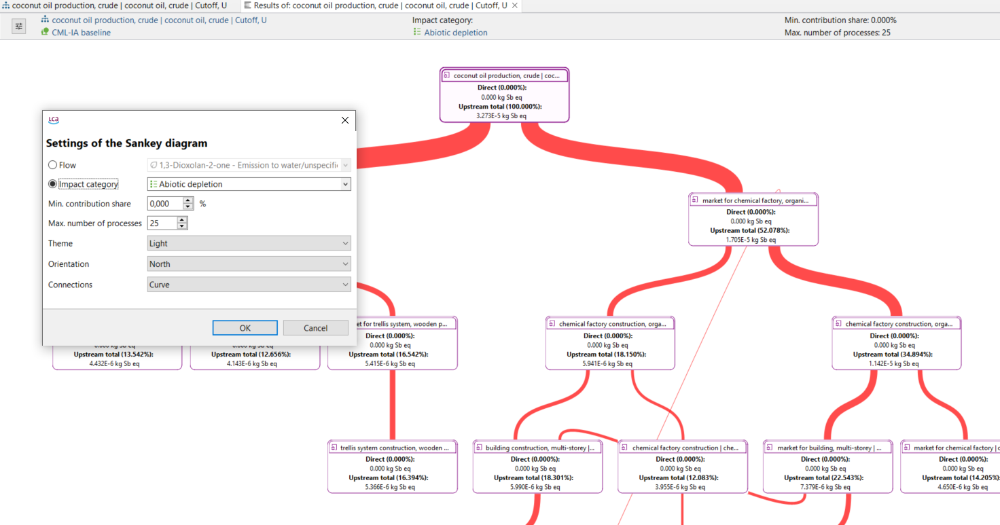 coconut oil production, crude | coconut oil, crude | Cutoff, U
Results of: coconut oil production, crude | coconut oil, crude | Cutoff, U
coconut oil production, crude | coconut oil, crude | Cutoff, U
CML-IA baseline
Impact category:
Abiotic depletion
Min. contribution share: 0.000%
Max. number of processes: 25
coconut oil production, crude | coc...
Direct (0.000%):
0.000 kg Sb eq
Upstream total (100.000%):
3.273E-5 kg Sb eq
LCA
Settings of the Sankey diagram
Flow
1,3-Dioxolan-2-one - Emission to water/unspecifi
Impact category
Abiotic depletion
Min. contribution share
0,000
%
Max. number of processes
25
Theme
Light
Orientation
North
Connections
Curve
OK
Cancel
market for chemical factory, organi...
Direct (0.000%):
0.000 kg Sb eq
Upstream total (52.078%):
1.705E-5 kg Sb eq
Upstream total (13.542%):
4.432E-6 kg Sb eq
Upstream total (12.656%):
4.143E-6 kg Sb eq
et for trellis system, wooden p...
Direct (0.000%):
0.000 kg Sb eq
Upstream total (16.542%):
5.415E-6 kg Sb eq
chemical factory construction, orga...
Direct (0.000%):
0.000 kg Sb eq
Upstream total (18.150%):
5.941E-6 kg Sb eq
chemical factory construction, orga...
Direct (0.000%):
0.000 kg Sb eq
Upstream total (34.894%):
1.142E-5 kg Sb eq
trellis system construction, wooden ...
Direct (0.000%):
0.000 kg Sb eq
Upstream total (16.394%):
5.366E-6 kg Sb eq
building construction, multi-storey |...
Direct (0.000%):
0.000 kg Sb eq
Upstream total (18.301%):
5.990E-6 kg Sb eq
chemical factory construction | che...
Direct (0.000%):
0.000 kg Sb eq
Upstream total (12.083%):
3.955E-6 kg Sb eq
market for building, multi-storey | ...
Direct (0.000%):
0.000 kg Sb eq
Upstream total (22.543%):
7.379E-6 kg Sb eq
market for chemical factory | c
Direct (0.000%):
0.000 kg Sb eq
Upstream total (14.205%):
4.650E-6 kg Sb eq